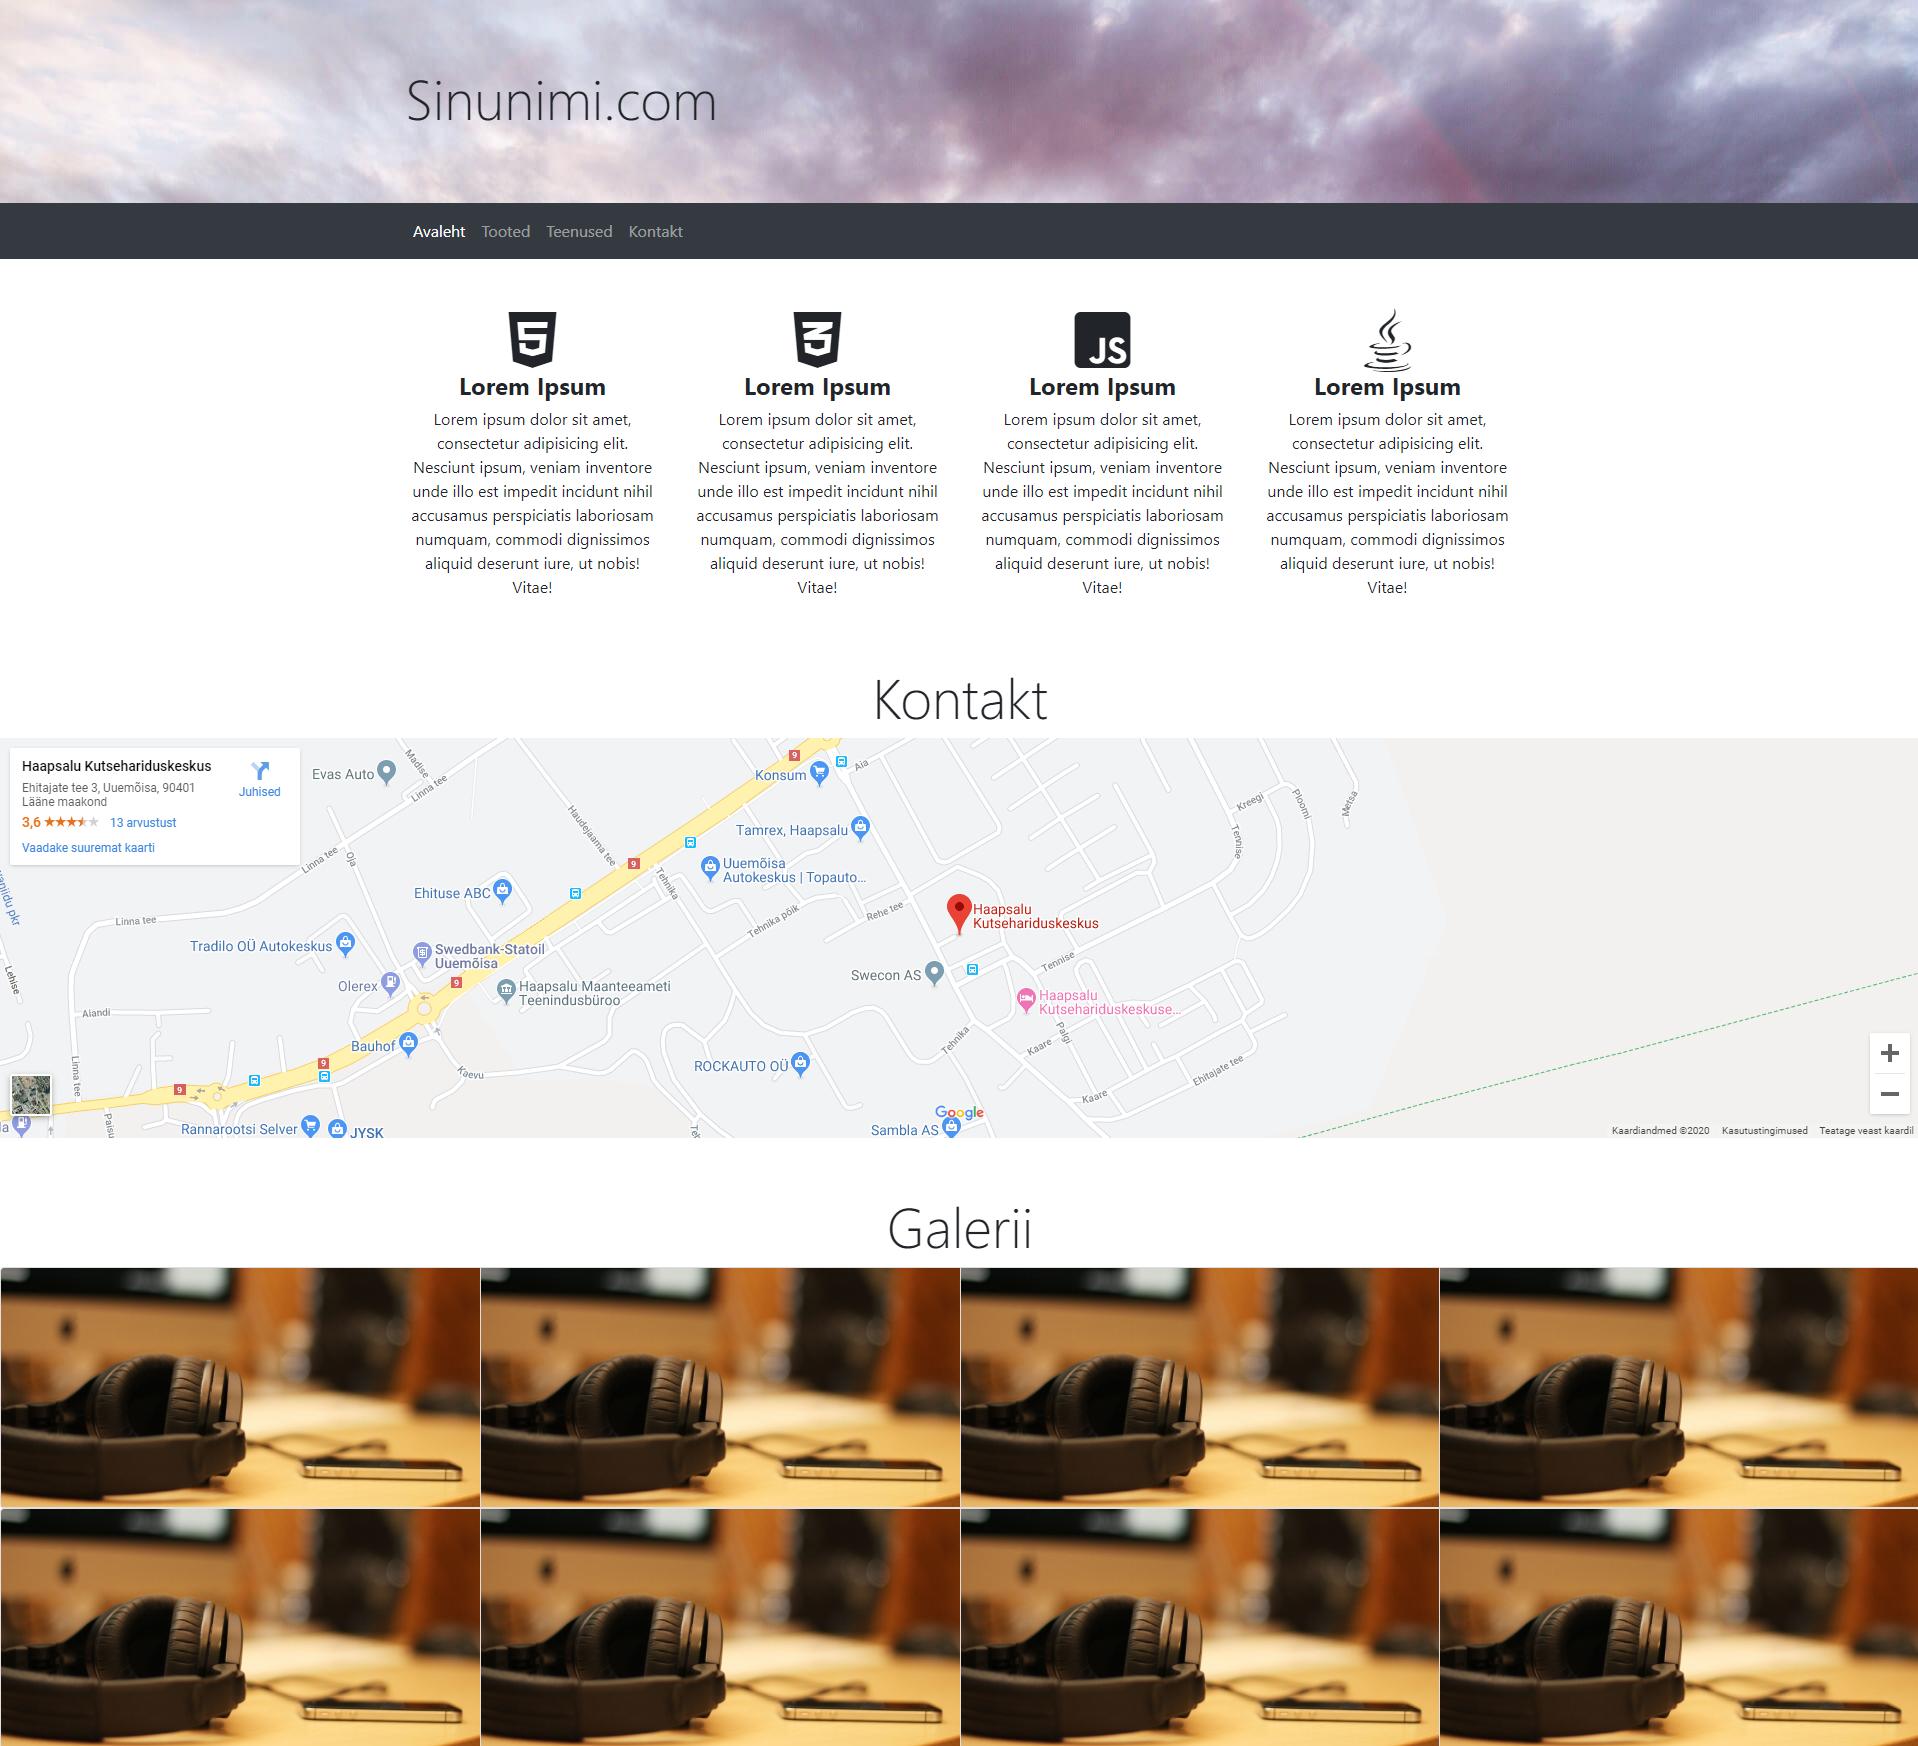 Sinunimi.com
Avaleht Tooted Teenused Kontakt
5 3 JS
Lorem Ipsum
Lorem ipsum dolor sit amet,
consectetur adipisicing elit.
Nesciunt ipsum, veniam inventore
unde illo est impedit incidunt nihil
accusamus perspiciatis laboriosam
numquam, commodi dignissimos
aliquid deserunt iure, ut nobis!
Vitae!
Lorem Ipsum
Lorem ipsum dolor sit amet,
consectetur adipisicing elit.
Nesciunt ipsum, veniam inventore
unde illo est impedit incidunt nihil
accusamus perspiciatis laboriosam
numquam, commodi dignissimos
aliquid deserunt iure, ut nobis!
Vitae!
Lorem Ipsum
Lorem ipsum dolor sit amet,
consectetur adipisicing elit.
Nesciunt ipsum, veniam inventore
unde illo est impedit incidunt nihil
accusamus perspiciatis laboriosam
numquam, commodi dignissimos
aliquid deserunt iure, ut nobis!
Vitae!
Lorem Ipsum
Lorem ipsum dolor sit amet,
consectetur adipisicing elit.
Nesciunt ipsum, veniam inventore
unde illo est impedit incidunt nihil
accusamus perspiciatis laboriosam
numquam, commodi dignissimos
aliquid deserunt iure, ut nobis!
Vitae!
Kontakt
Haapsalu Kutsehariduskeskus
Ehitajate tee 3, Uuemõisa, 90401
Lääne maakond
Juhised
3,6 13 arvustust
Vaadake suuremat kaarti
Evas Auto
Madise
Linna tee
Haudejaama tee
9
Konsum
Aia
Kreegi
Ploomi
Metsa
Tennise
Tamrex, Haapsalu
Linna tee
Oja
9
Uuemõisa
Autokeskus | Topauto...
Tehnika
Ehituse ABC
Linna tee
Tehnika põik
Rehe tee
Haapsalu
Kutsehariduskeskus
Tradilo OÜ Autokeskus
Swedbank-Statoil
Uuemõisa
Lehise
Olerex
9
Haapsalu Maanteeameti
Teenindusbüroo
Swecon AS
Tennise
Haapsalu
Kutsehariduskeskuse...
Aiandi
Bauhof
Tehnika
Palgi
Kaare
9
Linna tee
Kaevu
ROCKAUTO OÜ
Ehitajate tee
9
Kaare
Google
Rannarootsi Selver
JYSK
Sambla AS
Kaardiandmed ©2020 Kasutustingimused Teatage veast kaardil
Galerii